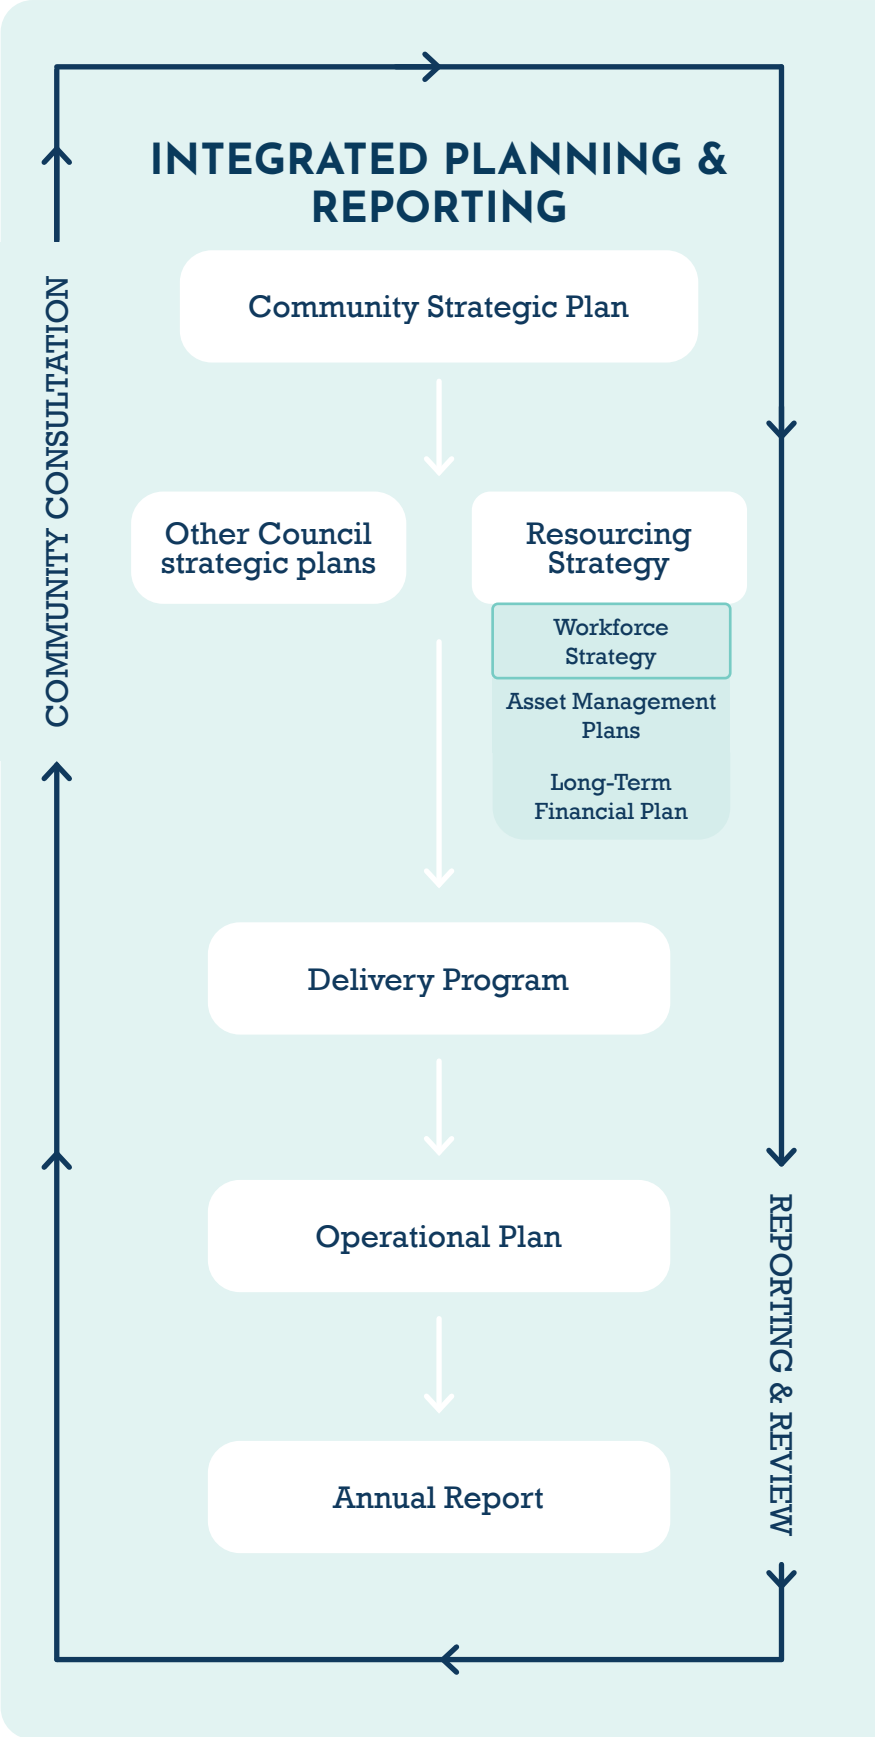 INTEGRATED PLANNING &
REPORTING
Community Strategic Plan
COMMUNITY CONSULTATION
Other Council
strategic plans
Resourcing
Strategy
Workforce
Strategy
Asset Management
Plans
Long-Term
Financial Plan
Delivery Program
Operational Plan
REPORTING & REVIEW
Annual Report